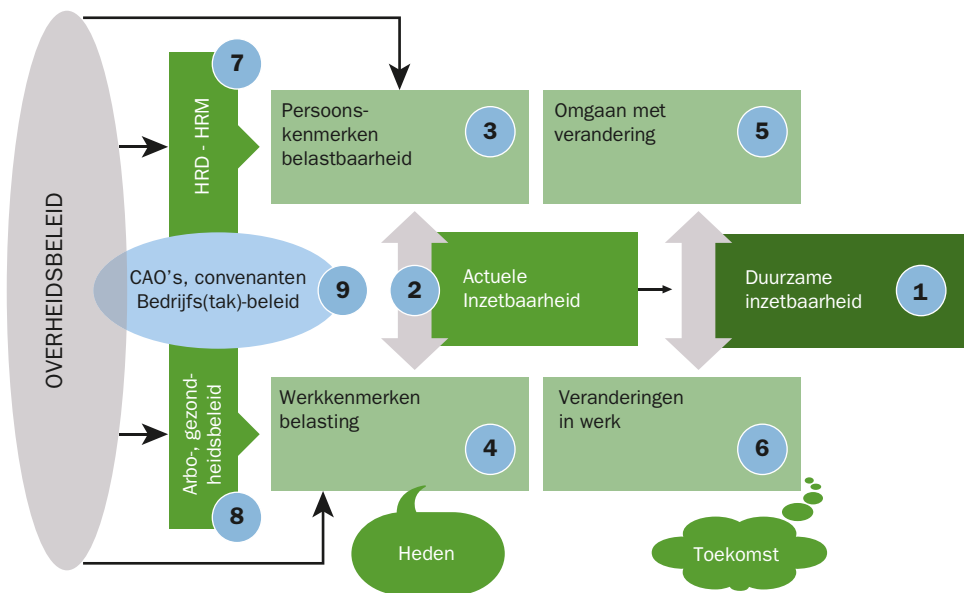 OVERHEIDSBELEID
7
HRD - HRM
Persoons-
kenmerken
belastbaarheid
3
Omgaan met
verandering
5
CAO's, convenanten
Bedrijfs(tak)-beleid
9
2
Actuele
Inzetbaarheid
Duurzame
inzetbaarheid
1
Arbo-, gezond-
heidsbeleid
8
Werkkenmerken
belasting
4
Veranderingen
in werk
6
Heden
Toekomst